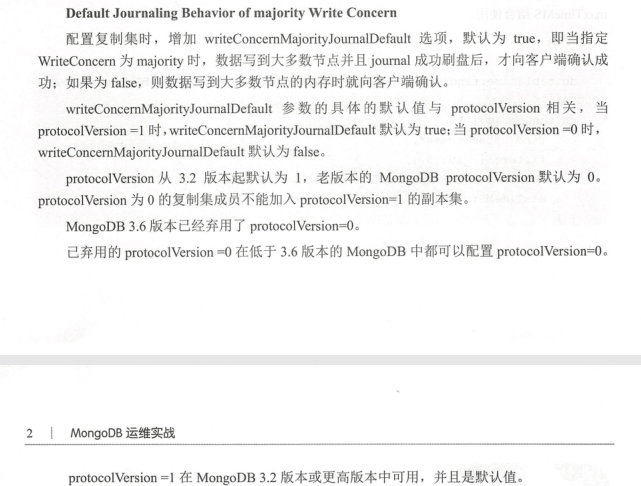 Default Journaling Behavior of majority Write Concern
配置复制集时，增加 writeConcernMajorityJournalDefault 选项，默认为 true，即当指定
WriteConcern 为 majority 时，数据写到大多数节点并且 journal 成功刷盘后，才向客户端确认成
功；如果为 false，则数据写到大多数节点的内存时就向客户端确认。
writeConcernMajorityJournalDefault 参数的具体的默认值与 protocolVersion 相关，当
protocolVersion =1 时，writeConcernMajorityJournalDefault 默认为 true；当 protocolVersion =0 时，
writeConcernMajorityJournalDefault 默认为 false。
protocolVersion 从 3.2 版本起默认为 1，老版本的 MongoDB protocolVersion 默认为 0。
protocolVersion 为 0 的复制集成员不能加入 protocolVersion=1 的副本集。
MongoDB 3.6 版本已经弃用了 protocolVersion=0。
已弃用的 protocolVersion =0 在低于 3.6 版本的 MongoDB 中都可以配置 protocolVersion=0。
2 | MongoDB 运维实战
protocolVersion =1 在 MongoDB 3.2 版本或更高版本中可用，并且是默认值。